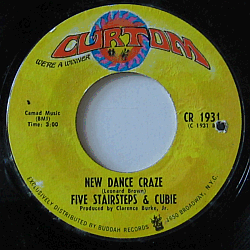 CURTOM
WE'RE A WINNER
Camad Music
(BMI)
Time: 3:00
CR 1931
(C 1931 B)
NEW DANCE CRAZE
(Leonard Brown)
FIVE STAIRSTEPS & CUBIE
Produced by Clarence Burke, Jr.
EXCLUSIVELY DISTRIBUTED BY BUDDAH RECORDS 1650 BROADWAY, N.Y.C.